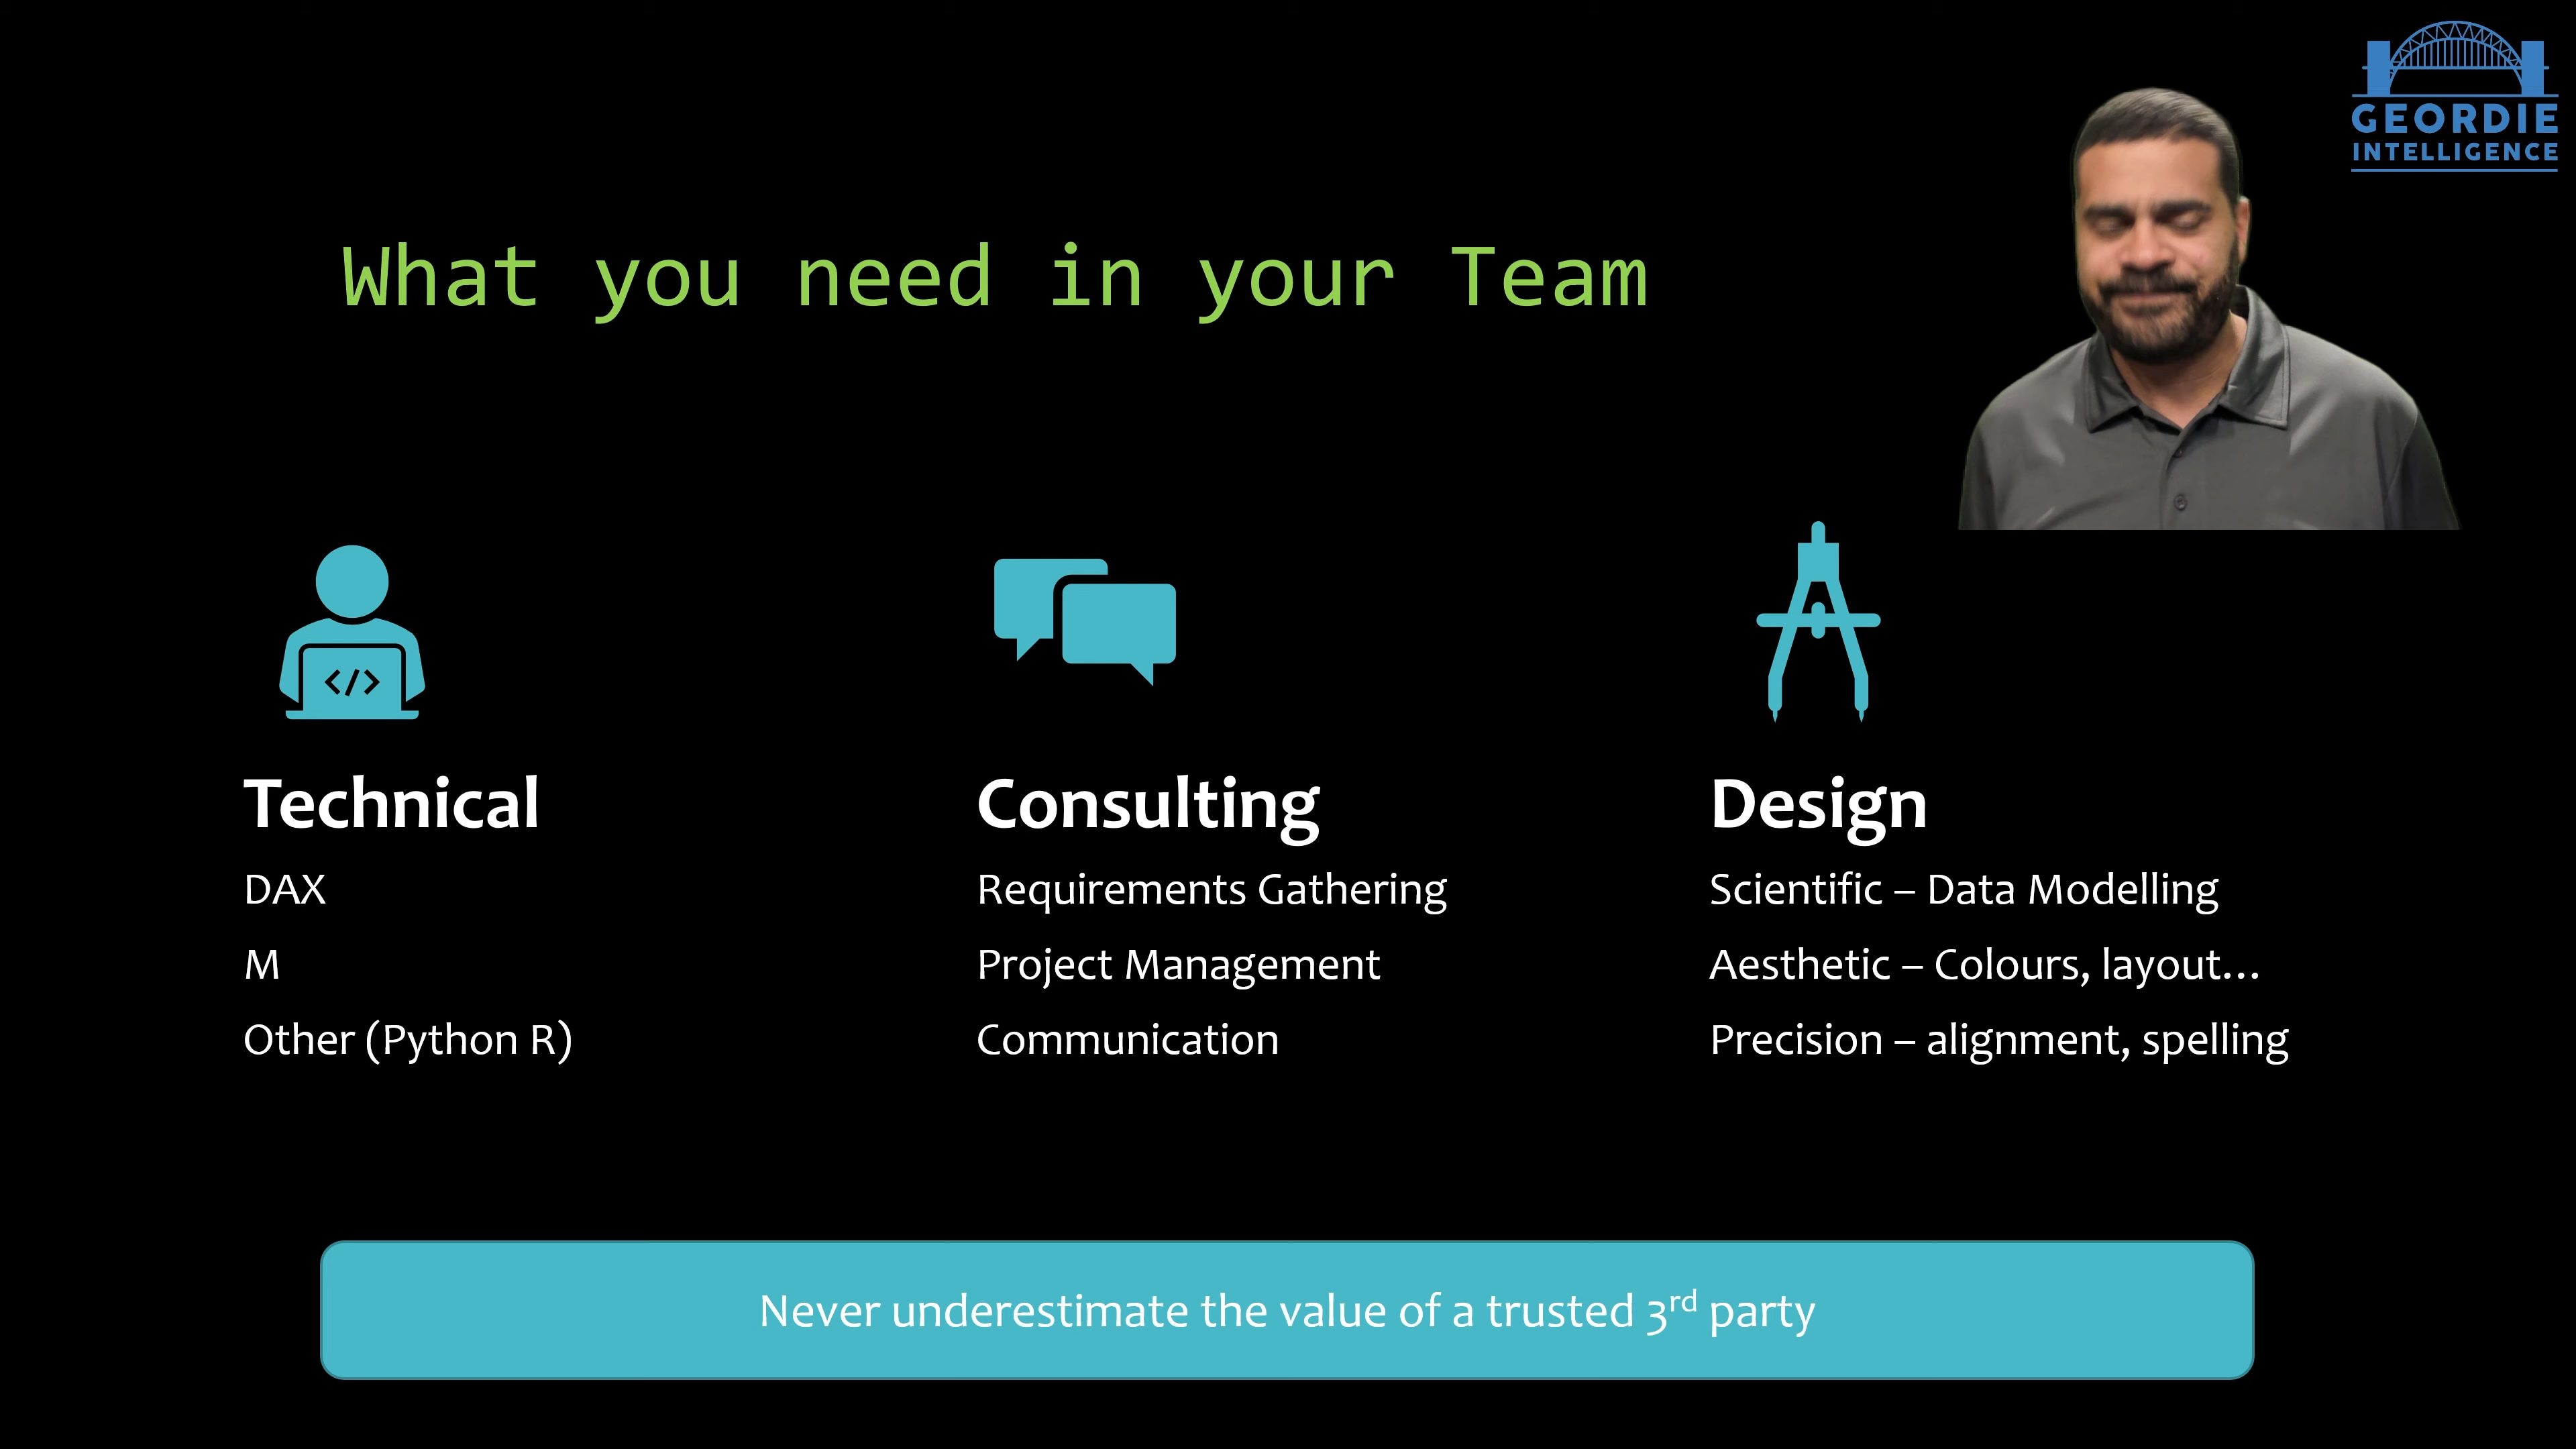 GEORDIE
INTELLIGENCE
What you need in your Team
</>
Technical
DAX
M
Other (Python R)
Consulting
Requirements Gathering
Project Management
Communication
Design
Scientific – Data Modelling
Aesthetic – Colours, layout...
Precision – alignment, spelling
Never underestimate the value of a trusted 3rd party